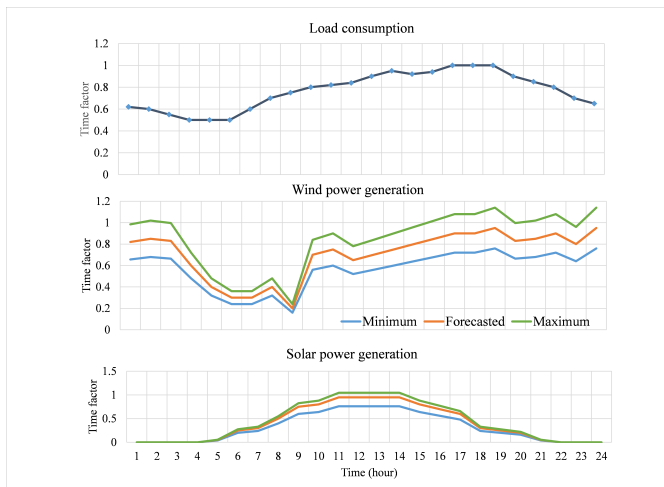 Load consumption
1.2
1
0.8
0.6
0.4
0.2
0
Time factor
Wind power generation
1.2
1
0.8
0.6
0.4
0.2
0
Time factor
Minimum Forecasted Maximum
Solar power generation
1.5
1
0.5
0
Time factor
1 2 3 4 5 6 7 8 9 10 11 12 13 14 15 16 17 18 19 20 21 22 23 24
Time (hour)